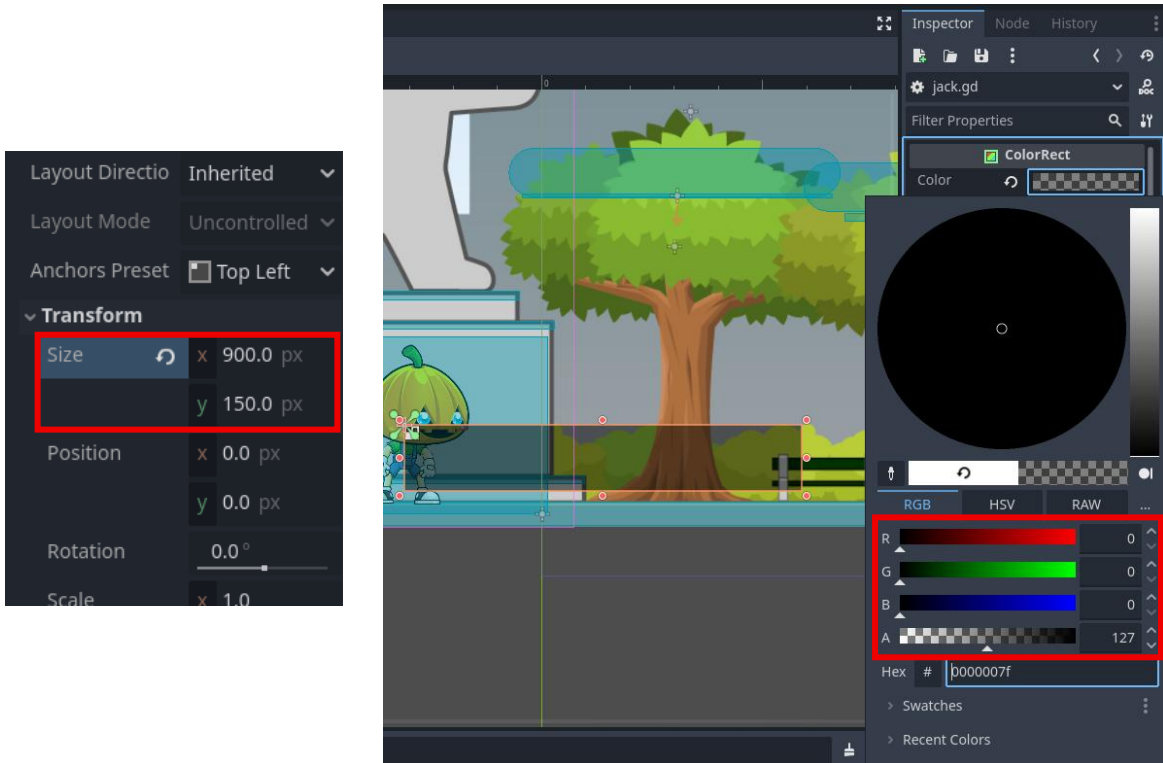 Layout Directio Inherited
Layout Mode Uncontrolled
Anchors Preset Top Left
Transform
Size x 900.0 px
y 150.0 px
Position x 0.0 px
y 0.0 px
Rotation 0.0 °
Scale x 1.0
0
Inspector Node History
jack.gd
DOC
Filter Properties
ColorRect
Color
RGB HSV RAW ...
R 0
G 0
B 0
A 127
Hex # 0000007f
Swatches
Recent Colors